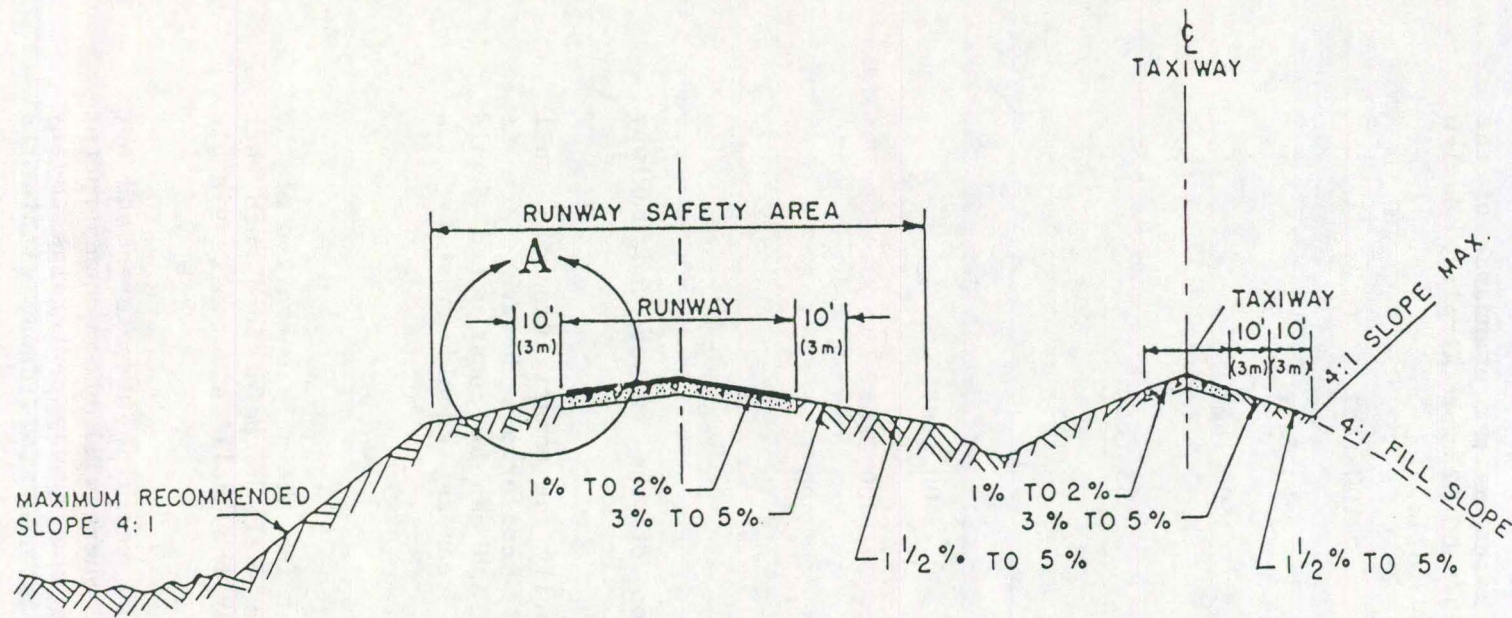 ℄
TAXIWAY
RUNWAY SAFETY AREA
A
10'
(3m)
RUNWAY
10'
(3m)
TAXIWAY
10' 10'
(3m) (3m)
4:1 SLOPE MAX.
4:1 FILL SLOPE
1% TO 2%
3% TO 5%
1 1/2% TO 5%
1% TO 2%
3% TO 5%
1 1/2% TO 5%
MAXIMUM RECOMMENDED
SLOPE 4:1